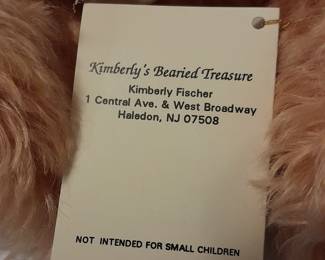 Kimberly's Bearied Treasure
Kimberly Fischer
1 Central Ave. & West Broadway
Haledon, NJ 07508
NOT INTENDED FOR SMALL CHILDREN